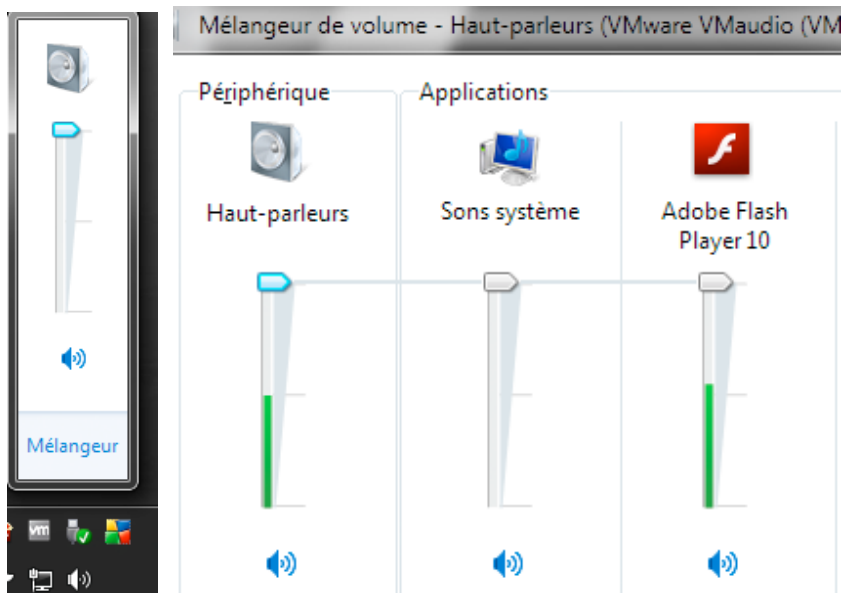 Mélangeur
vm
Mélangeur de volume - Haut-parleurs (VMware VMaudio (VM
Périphérique
Applications
Haut-parleurs
Sons système
Adobe Flash
Player 10